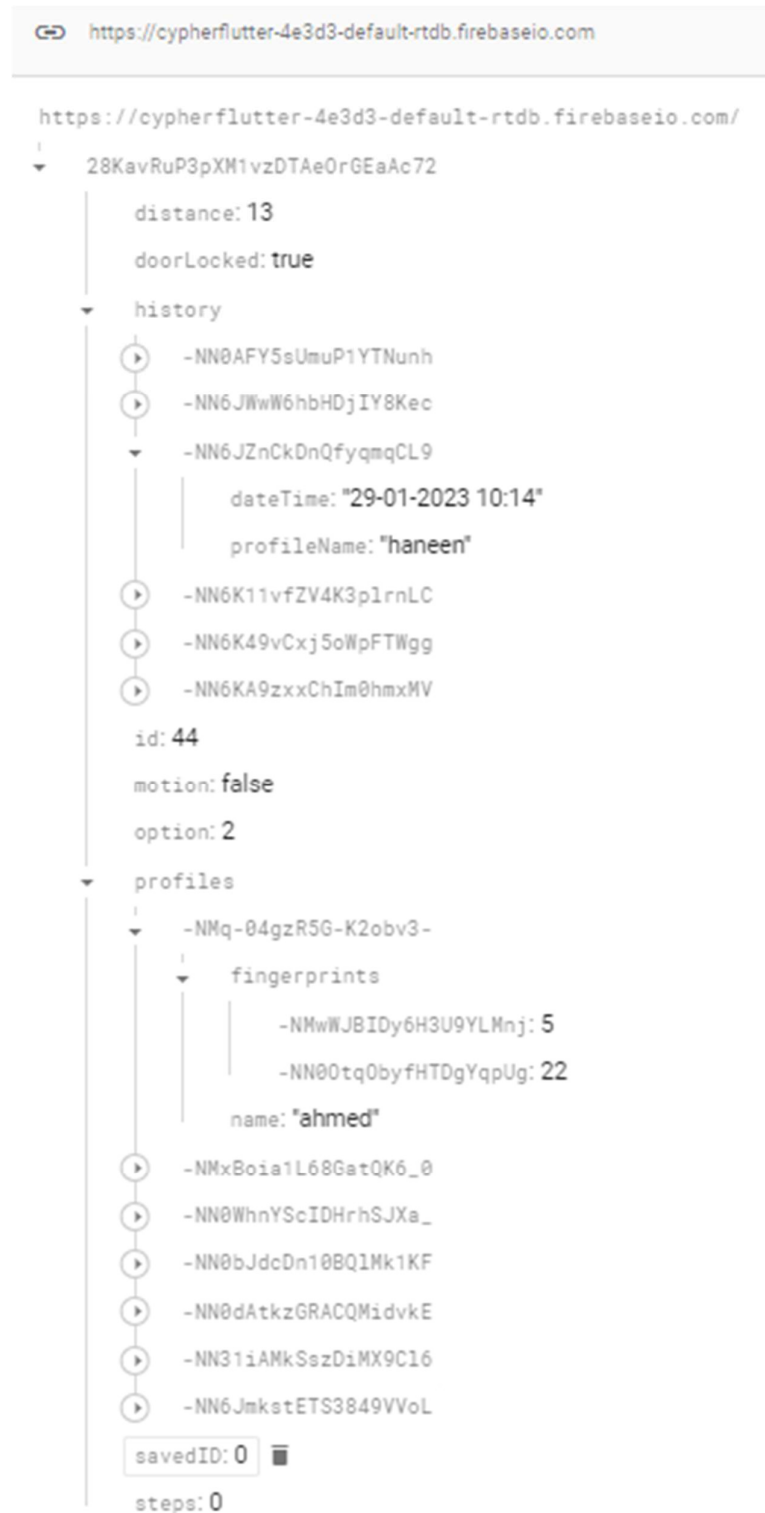 https://cypherflutter-4e3d3-default-rtdb.firebaseio.com
https://cypherflutter-4e3d3-default-rtdb.firebaseio.com/
28KavRuP3pXM1vzDTAeOrGEaAc72
distance: 13
doorLocked: true
history
-NN0AFY5sUmuP1YTNunh
-NN6JWwW6hbHDjIY8Kec
-NN6JZnCkDnQfyqmqCL9
dateTime: "29-01-2023 10:14"
profileName: "haneen"
-NN6K11vfZV4K3plrnLC
-NN6K49vCxj5oWpFTWgg
-NN6KA9zxxChIm0hmxMV
id: 44
motion: false
option: 2
profiles
-NMq-04gzR5G-K2obv3-
fingerprints
-NMwWJBIDy6H3U9YLMnj: 5
-NN0OtqObyfHTDgYqpUg: 22
name: "ahmed"
-NMxBoia1L68GatQK6_0
-NN0WhnYScIDHrhSJXa_
-NN0bJdcDn10BQlMk1KF
-NN0dAtkzGRACQMidvkE
-NN31iAMkSszDiMX9Cl6
-NN6JmkstETS3849VVoL
savedID: 0
steps: 0